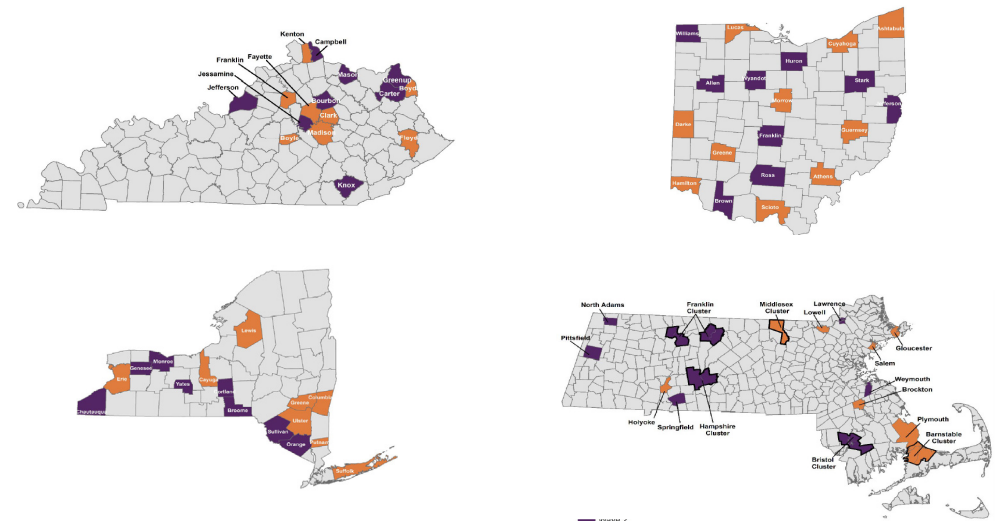 Kenton
Campbell
Franklin
Fayette
Jessamine
Jefferson
Mason
Greenup
Boyd
Carter
Bourbon
Clark
Madison
Boyle
Floyd
Knox
Williams
Lucas
Ashtabula
Cuyahoga
Huron
Allen
Wyandot
Stark
Morrow
Jefferson
Darke
Franklin
Guernsey
Greene
Hamilton
Ross
Athens
Brown
Scioto
Lewis
Monroe
Genesee
Erie
Yates
Cayuga
Cortland
Chautauqua
Broome
Columbia
Greene
Ulster
Sullivan
Orange
Putnam
Suffolk
North Adams
Franklin
Cluster
Middlesex
Cluster
Lawrence
Lowell
Pittsfield
Gloucester
Salem
Weymouth
Brockton
Holyoke
Springfield
Hampshire
Cluster
Plymouth
Barnstable
Cluster
Bristol
Cluster